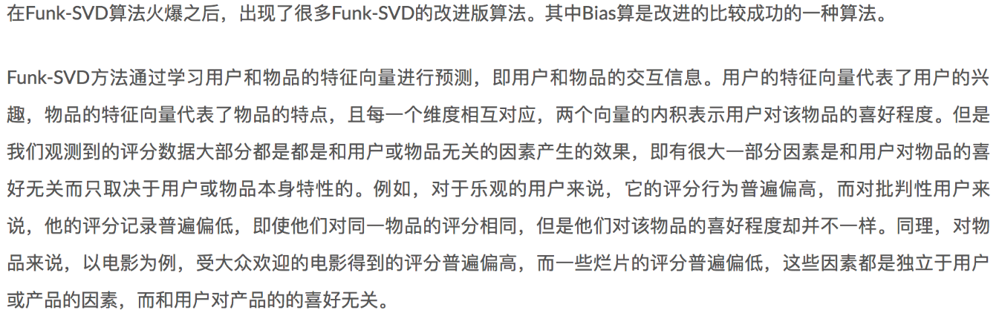 在Funk-SVD算法火爆之后，出现了很多Funk-SVD的改进版算法。其中Bias算是改进的比较成功的一种算法。
Funk-SVD方法通过学习用户和物品的特征向量进行预测，即用户和物品的交互信息。用户的特征向量代表了用户的兴
趣，物品的特征向量代表了物品的特点，且每一个维度相互对应，两个向量的内积表示用户对该物品的喜好程度。但是
我们观测到的评分数据大部分都是都是和用户或物品无关的因素产生的效果，即有很大一部分因素是和用户对物品的喜
好无关而只取决于用户或物品本身特性的。例如，对于乐观的用户来说，它的评分行为普遍偏高，而对批判性用户来
说，他的评分记录普遍偏低，即使他们对同一物品的评分相同，但是他们对该物品的喜好程度却并不一样。同理，对物
品来说，以电影为例，受大众欢迎的电影得到的评分普遍偏高，而一些烂片的评分普遍偏低，这些因素都是独立于用户
或产品的因素，而和用户对产品的的喜好无关。